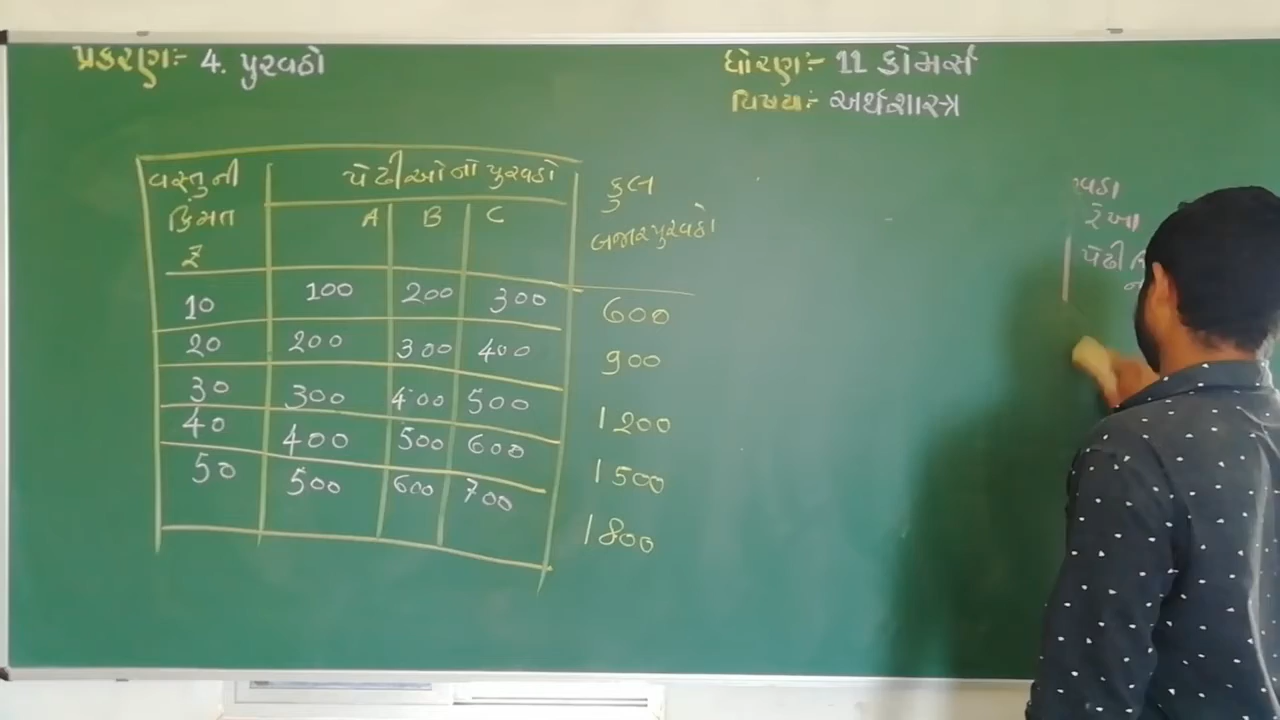 પ્રકરણ:- 4. પુરવઠો
ધોરણ:- 11 કોમર્સ
વિષય:- અર્થશાસ્ત્ર
વસ્તુની પેઢીઓનો પુરવઠો કુલ
કિંમત A B C બજારપુરવઠો
₹
10 100 200 300 600
20 200 300 400 900
30 300 400 500 1200
40 400 500 600 1500
50 500 600 700 1800
રેખા
પેઢી